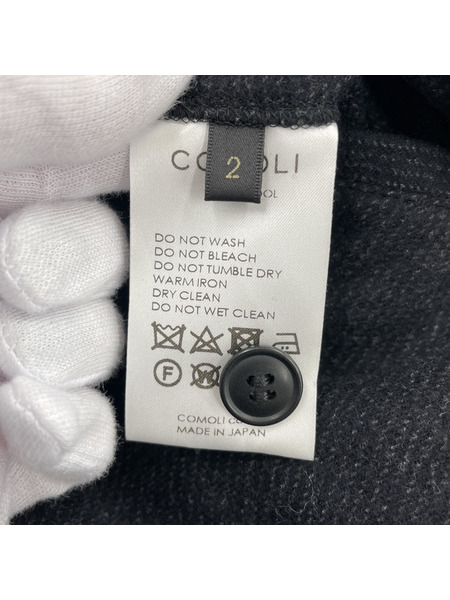 COMOLI
2
DO NOT WASH
DO NOT BLEACH
DO NOT TUMBLE DRY
WARM IRON
DRY CLEAN
DO NOT WET CLEAN
F
W
COMOLI
MADE IN JAPAN